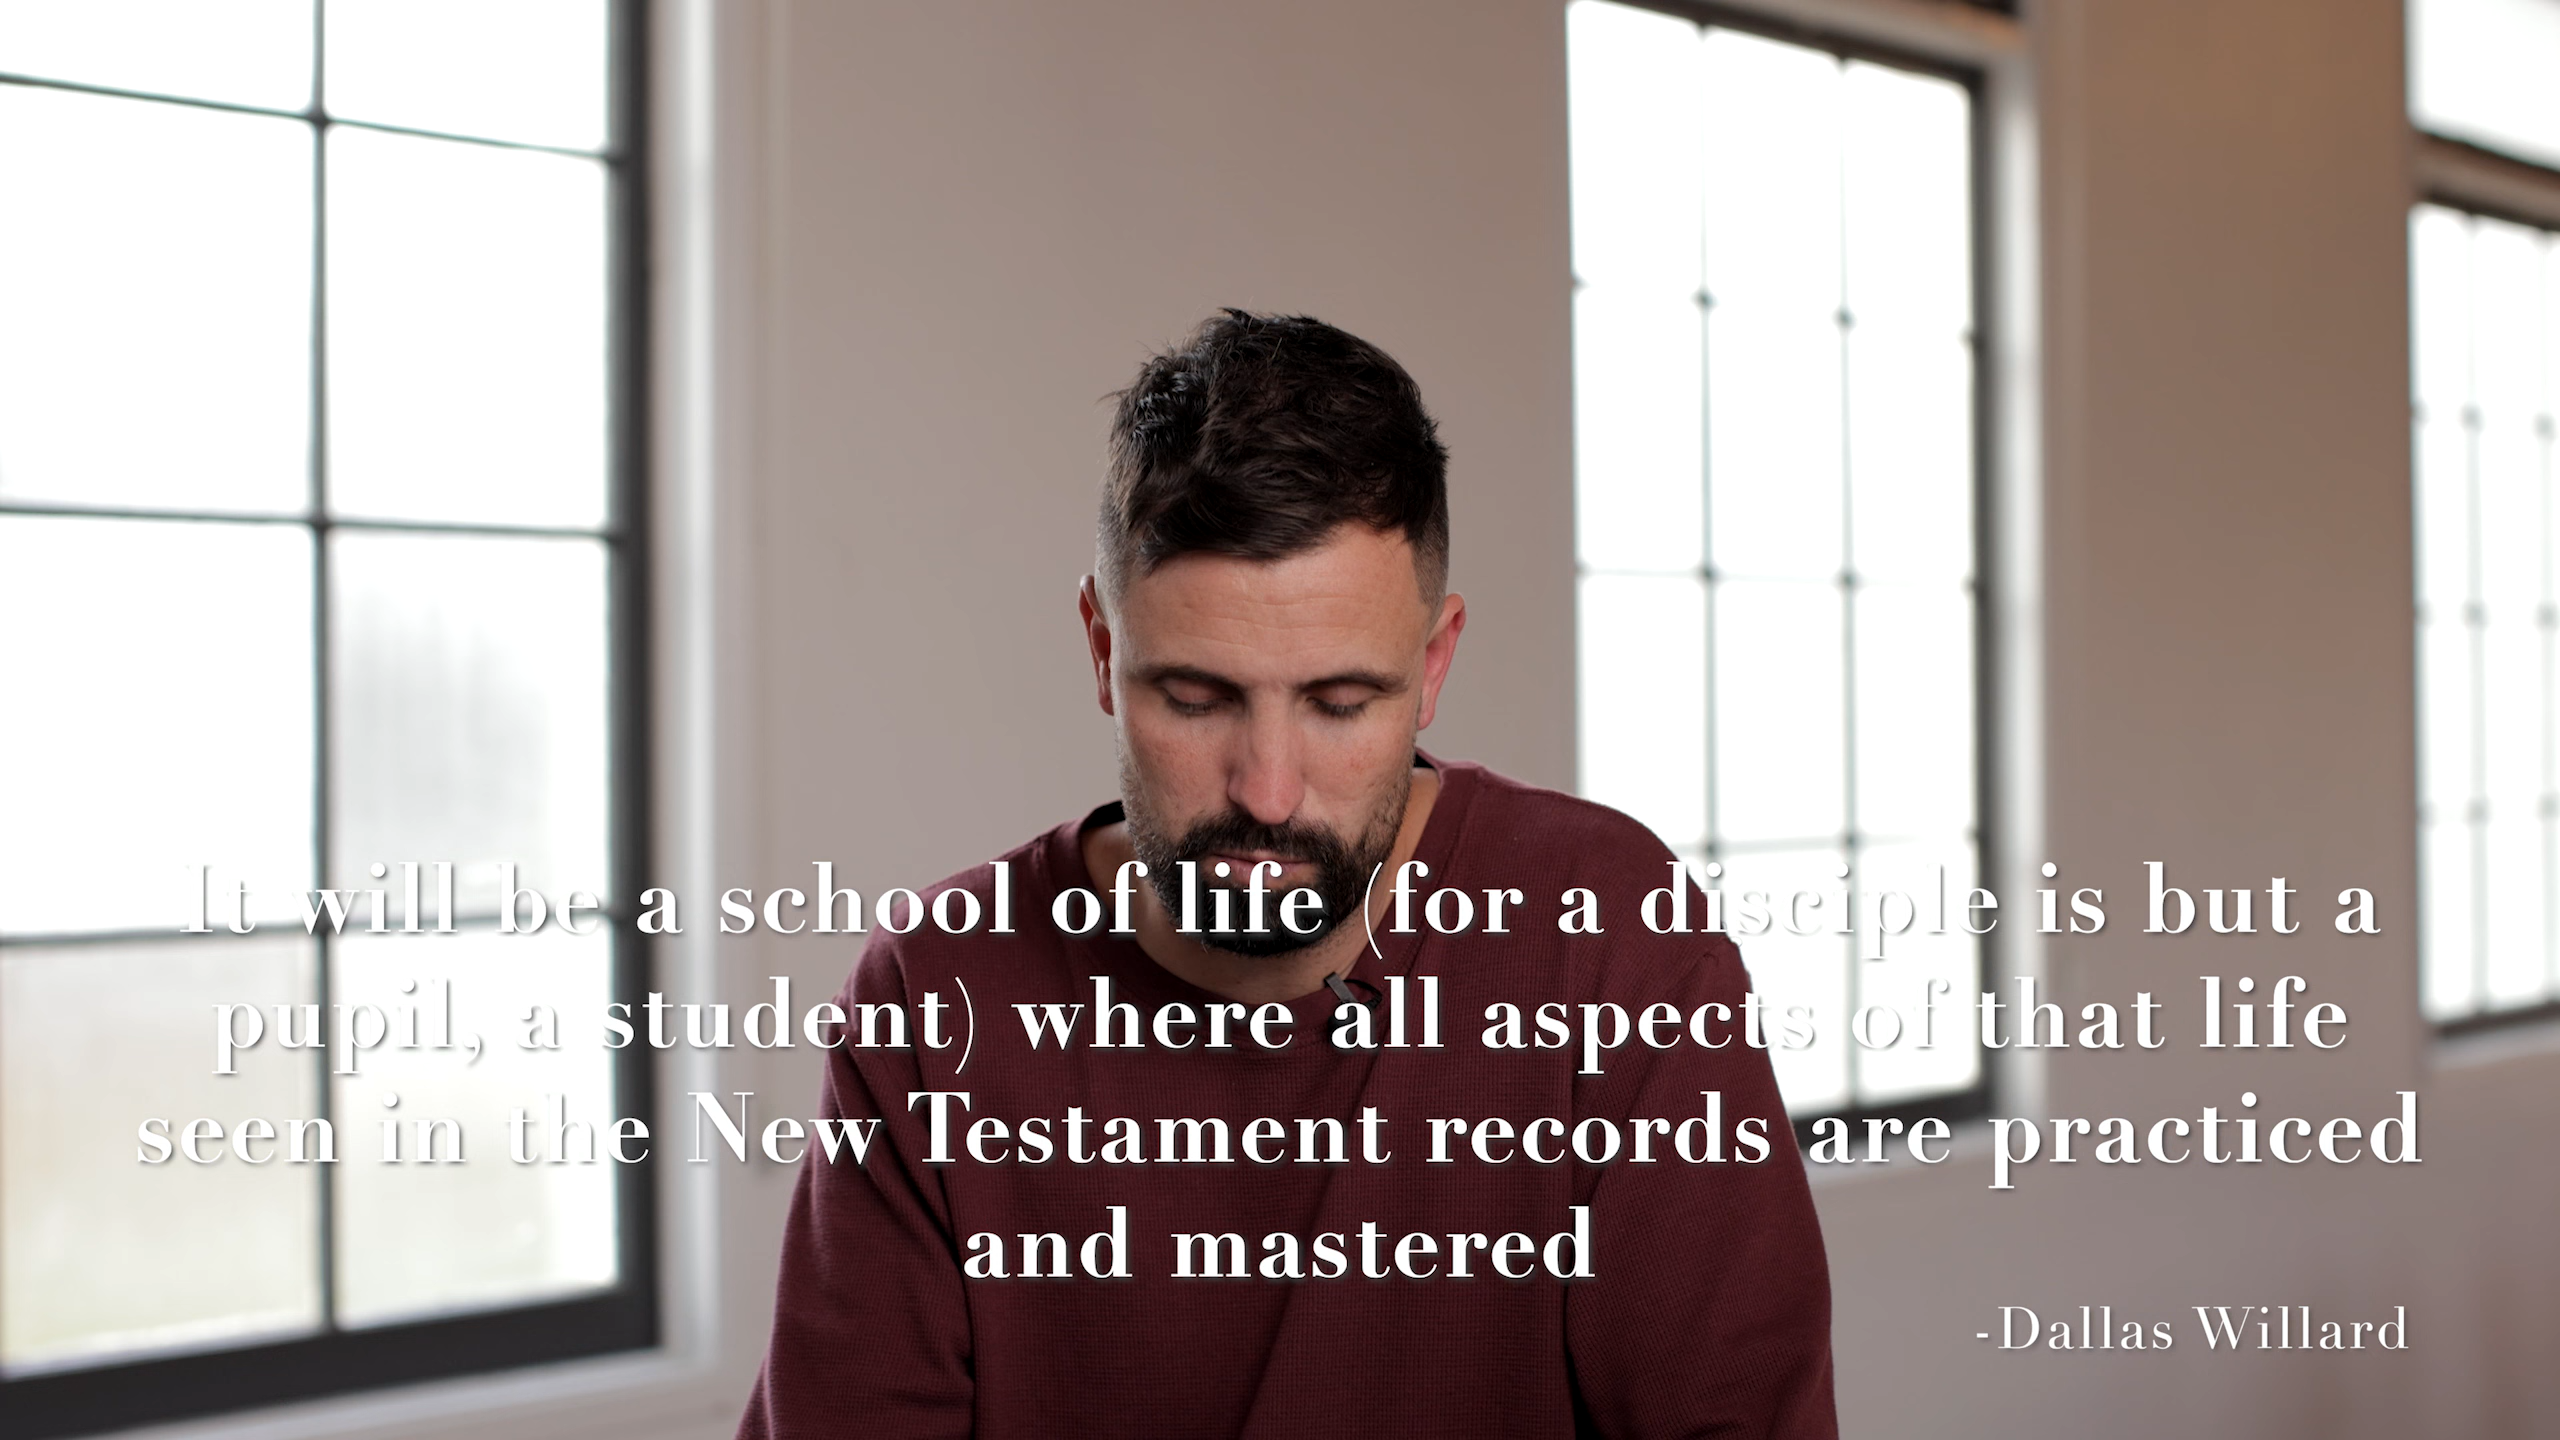 It will be a school of life (for a disciple is but a
pupil, a student) where all aspects of that life
seen in the New Testament records are practiced
and mastered
-Dallas Willard